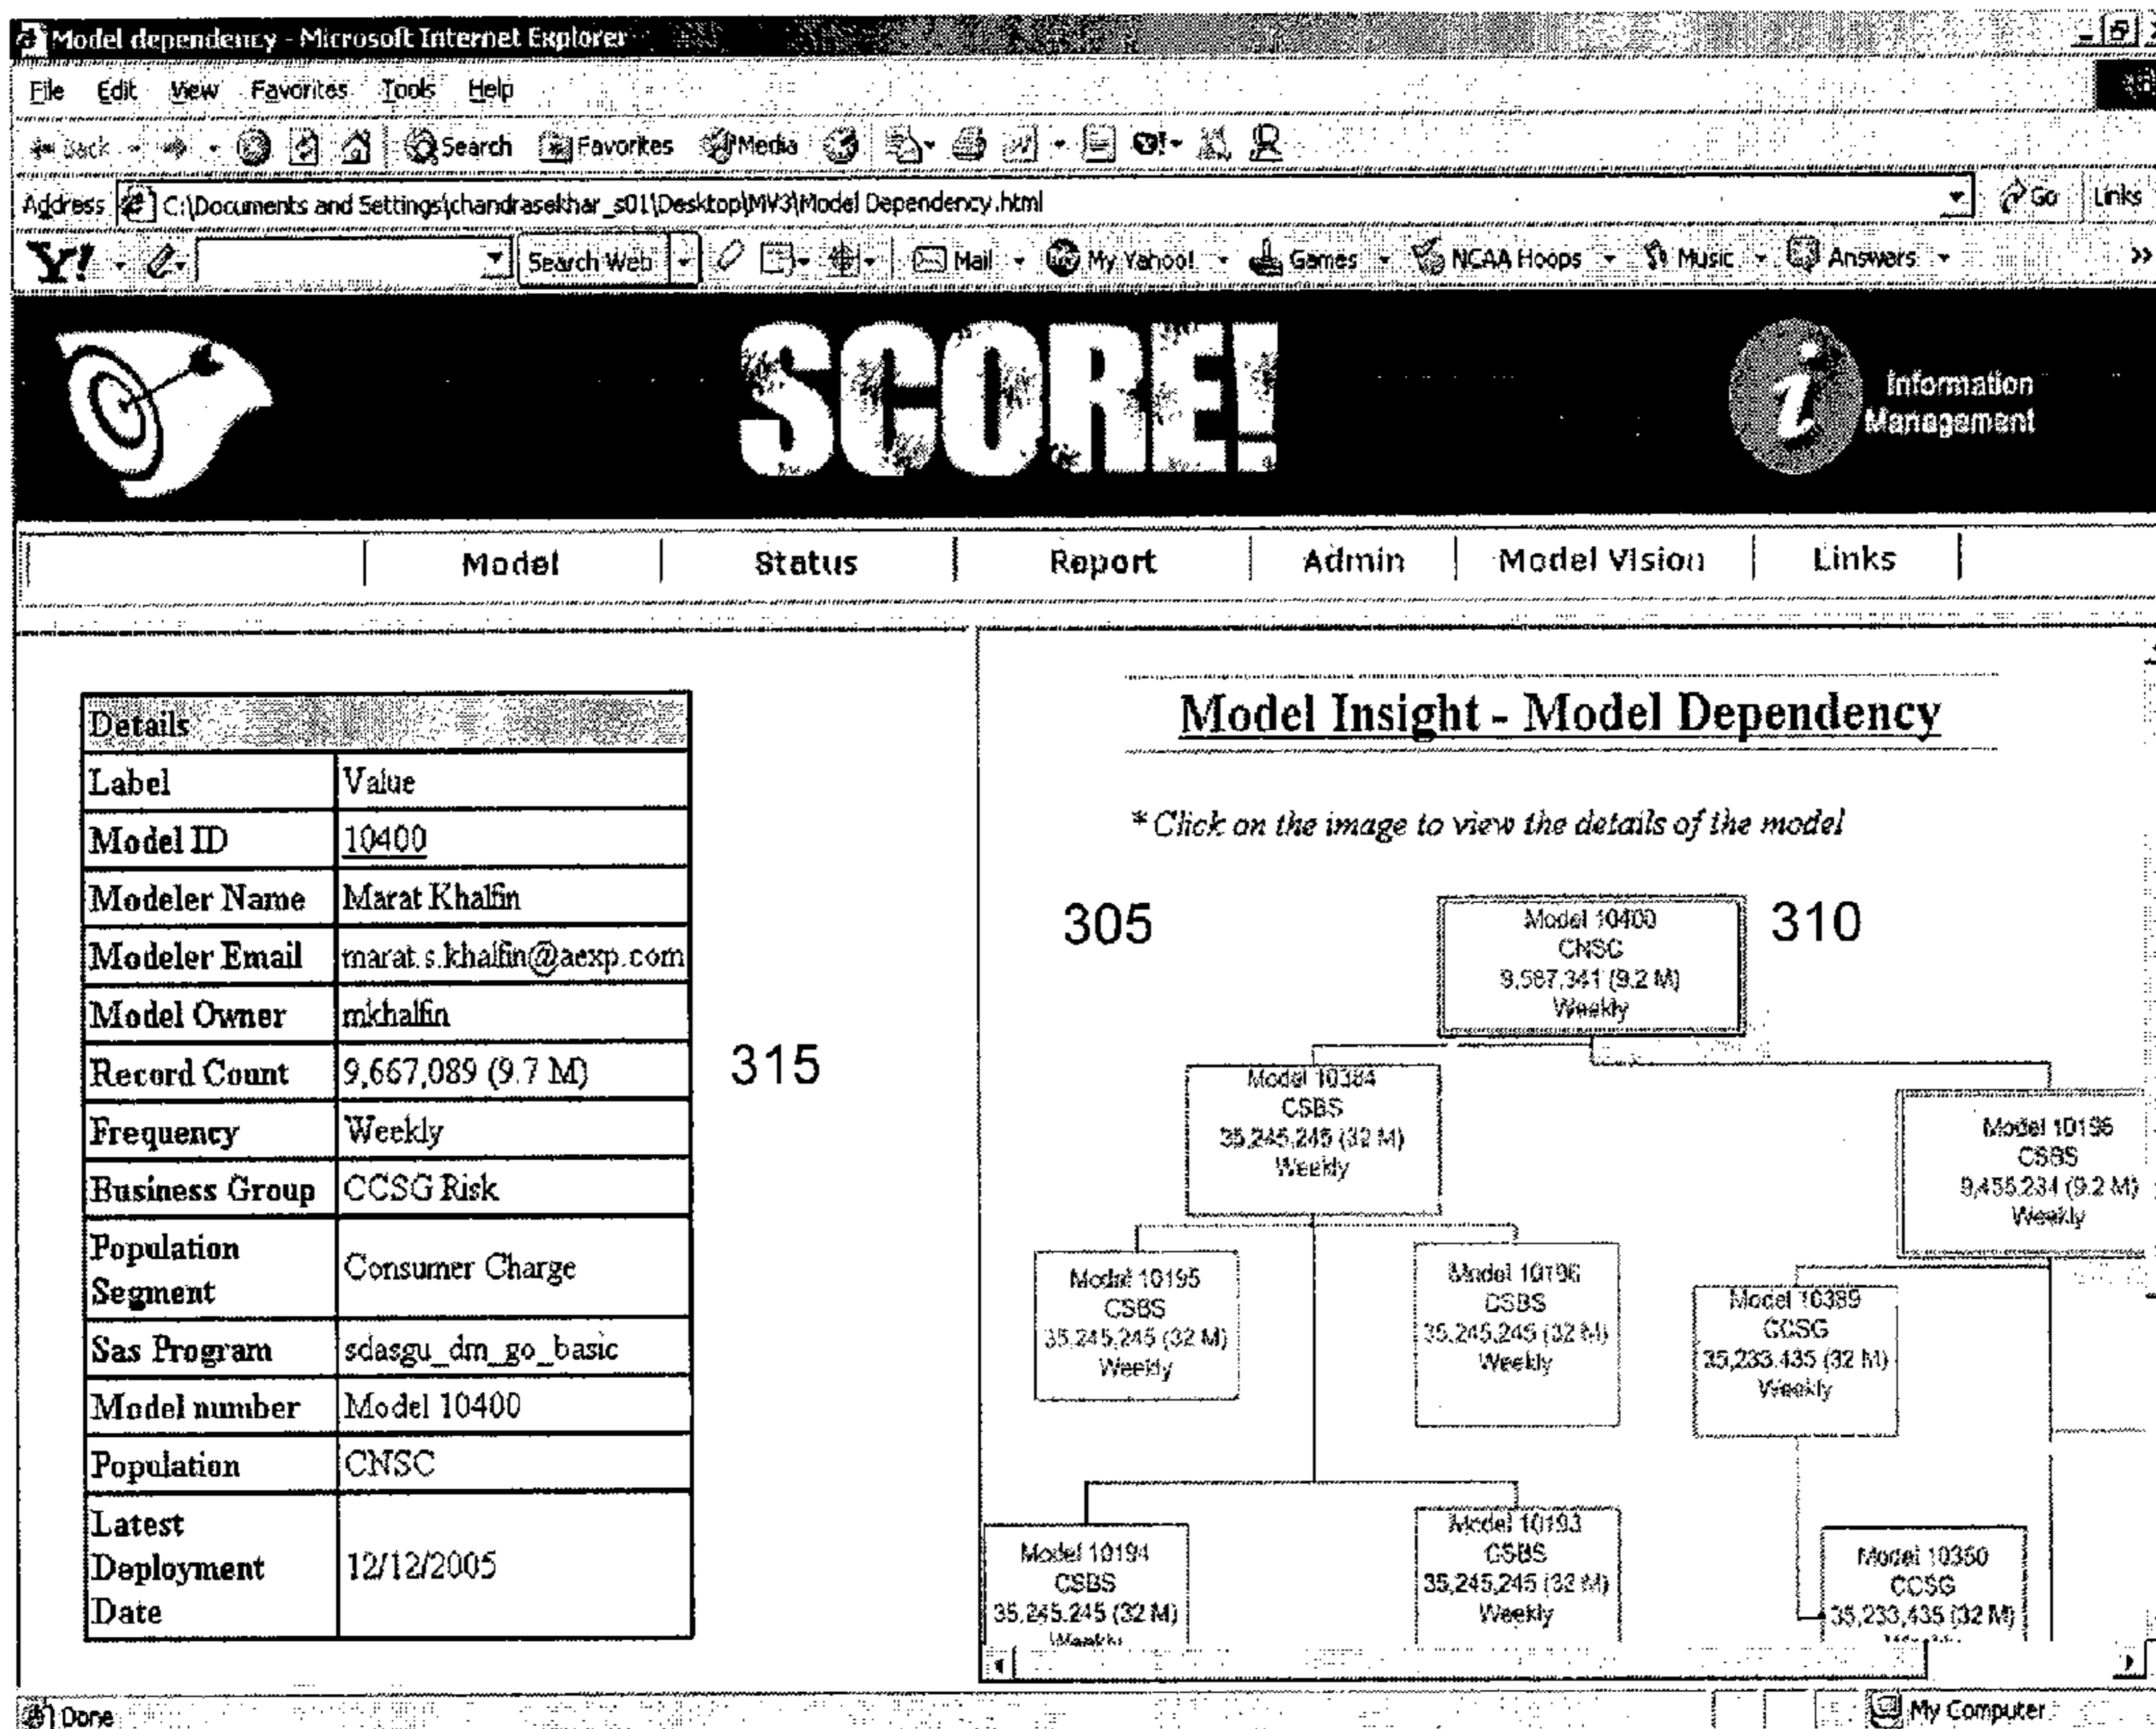 Model dependency - Microsoft Internet Explorer
File Edit View Favorites Tools Help
Back Search Favorites Media
Address C:\Documents and Settings\chandrasekhar_s01\Desktop\MV3\Model Dependency.html Go Links
Y! Search Web Mail My Yahoo! Games NCAA Hoops Music Answers »
SCORE!
i Information
Management
Model Status Report Admin Model Vision Links
Details
Label Value
Model ID 10400
Modeler Name Marat Khalfin
Modeler Email marat.s.khalfin@aexp.com
Model Owner mkhalfin
Record Count 9,667,089 (9.7 M)
Frequency Weekly
Business Group CCSG Risk
Population
Segment Consumer Charge
Sas Program sdasgu_dm_go_basic
Model number Model 10400
Population CNSC
Latest
Deployment
Date 12/12/2005
315
Model Insight - Model Dependency
* Click on the image to view the details of the model
305
310
Model 10400
CNSC
9,587,341 (9.2 M)
Weekly
Model 10384
CSBS
35,245,245 (32 M)
Weekly
CSBS
9,455,234 (9.2 M)
Weekly
Model 10195
CSBS
35,245,245 (32 M)
Weekly
Model 10196
CSBS
35,245,245 (32 M)
Weekly
Model 10389
CCSG
35,233,435 (32 M)
Weekly
Model 10194
CSBS
35,245,245 (32 M)
Weekly
Model 10193
CSBS
35,245,245 (32 M)
Weekly
Model 10350
CCSG
35,233,435 (32 M)
Done My Computer